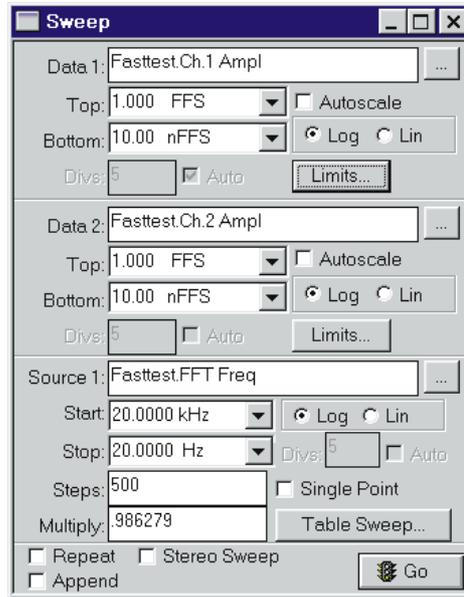 Sweep
Data 1: Fasttest.Ch.1 Ampl ...
Top: 1.000 FFS Autoscale
Bottom: 10.00 nFFS Log Lin
Divs: 5 Auto Limits...
Data 2: Fasttest.Ch.2 Ampl ...
Top: 1.000 FFS Autoscale
Bottom: 10.00 nFFS Log Lin
Divs: 5 Auto Limits...
Source 1: Fasttest.FFT Freq ...
Start: 20.0000 kHz Log Lin
Stop: 20.0000 Hz Divs: 5 Auto
Steps: 500 Single Point
Multiply: .986279 Table Sweep...
Repeat Stereo Sweep
Append Go